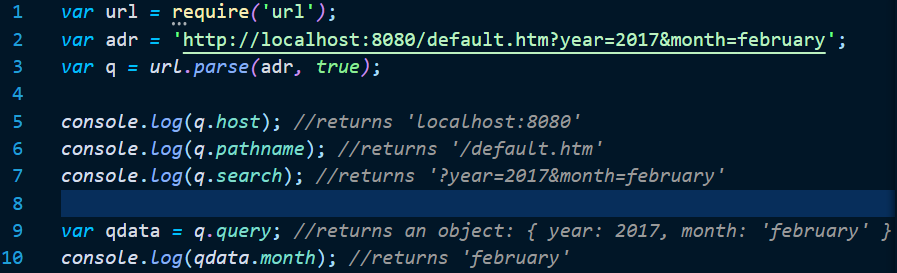 1 var url = require('url');
2 var adr = 'http://localhost:8080/default.htm?year=2017&month=february';
3 var q = url.parse(adr, true);
4
5 console.log(q.host); //returns 'localhost:8080'
6 console.log(q.pathname); //returns '/default.htm'
7 console.log(q.search); //returns '?year=2017&month=february'
8
9 var qdata = q.query; //returns an object: { year: 2017, month: 'february' }
10 console.log(qdata.month); //returns 'february'